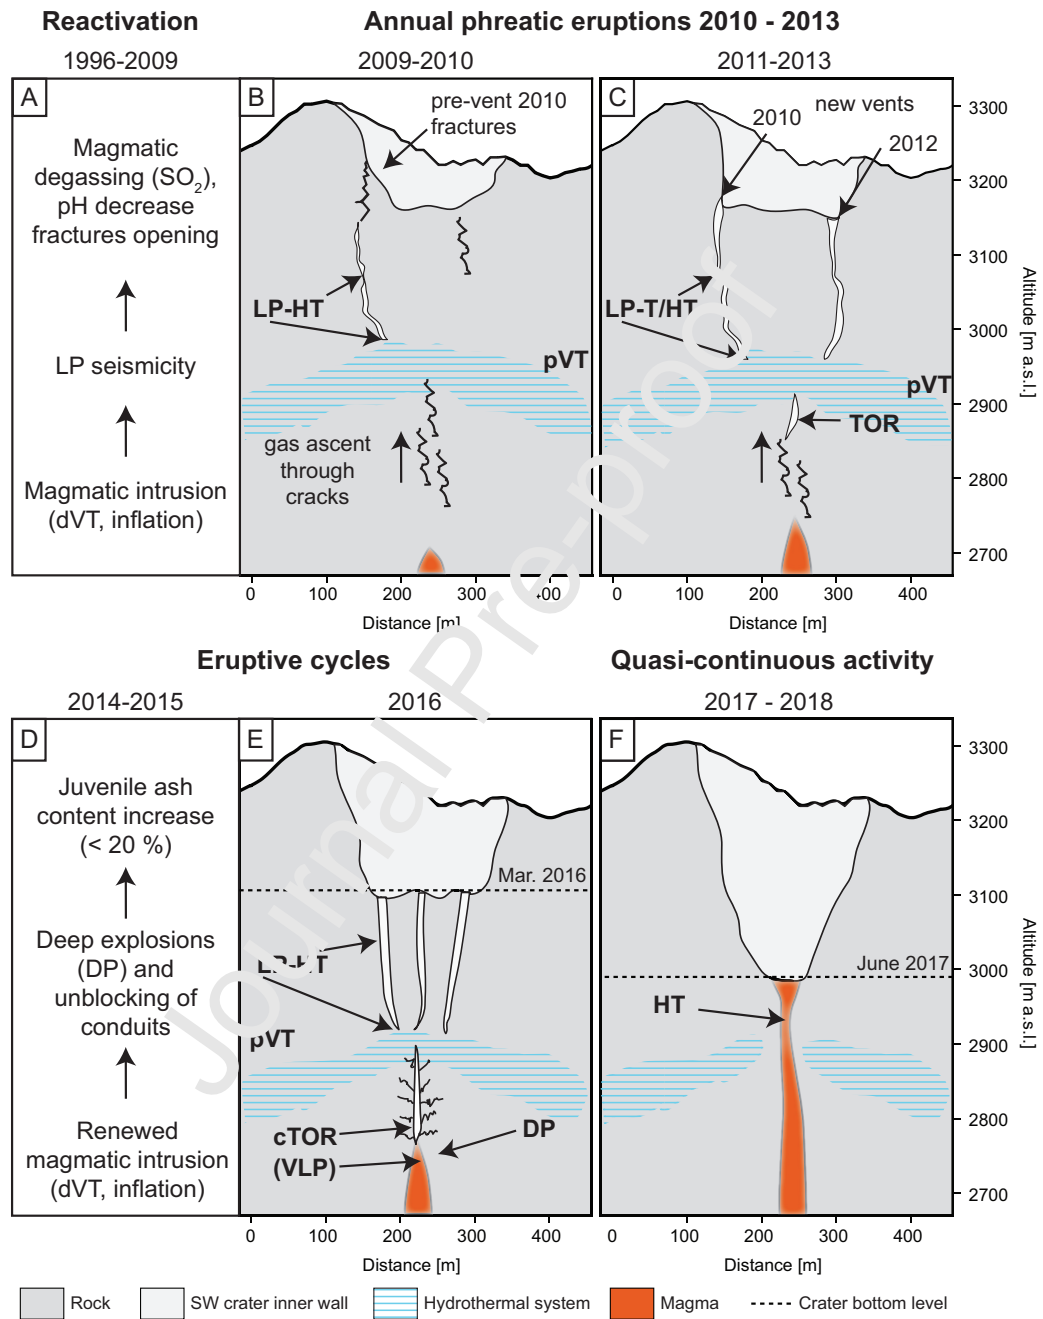 Reactivation
1996-2009
Annual phreatic eruptions 2010 - 2013
2009-2010
2011-2013
A
Magmatic
degassing (SO2),
pH decrease
fractures opening
LP seismicity
Magmatic intrusion
(dVT, inflation)
B
pre-vent 2010
fractures
LP-HT
pVT
gas ascent
through
cracks
0 100 200 300 400
Distance [m]
C
new vents
2010
2012
LP-T/HT
pVT
TOR
0 100 200 300 400
Distance [m]
3300
3200
3100
3000
2900
2800
2700
Altitude [m a.s.l.]
Eruptive cycles
2014-2015
2016
Quasi-continuous activity
2017 - 2018
D
Juvenile ash
content increase
(< 20 %)
Deep explosions
(DP) and
unblocking of
conduits
Renewed
magmatic intrusion
(dVT, inflation)
E
Mar. 2016
LP-HT
pVT
cTOR
(VLP)
DP
0 100 200 300 400
Distance [m]
F
June 2017
HT
0 100 200 300 400
Distance [m]
3300
3200
3100
3000
2900
2800
2700
Altitude [m a.s.l.]
Rock
SW crater inner wall
Hydrothermal system
Magma
Crater bottom level
Journal Pre-proof